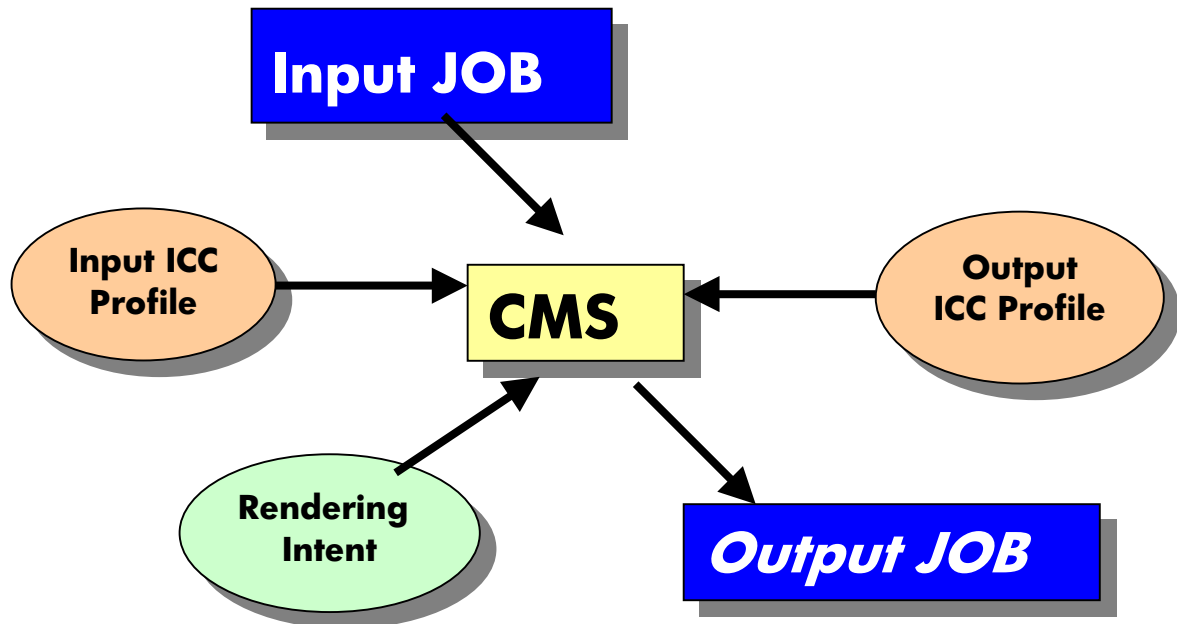 Input JOB
Input ICC
Profile
Output
ICC Profile
CMS
Rendering
Intent
Output JOB